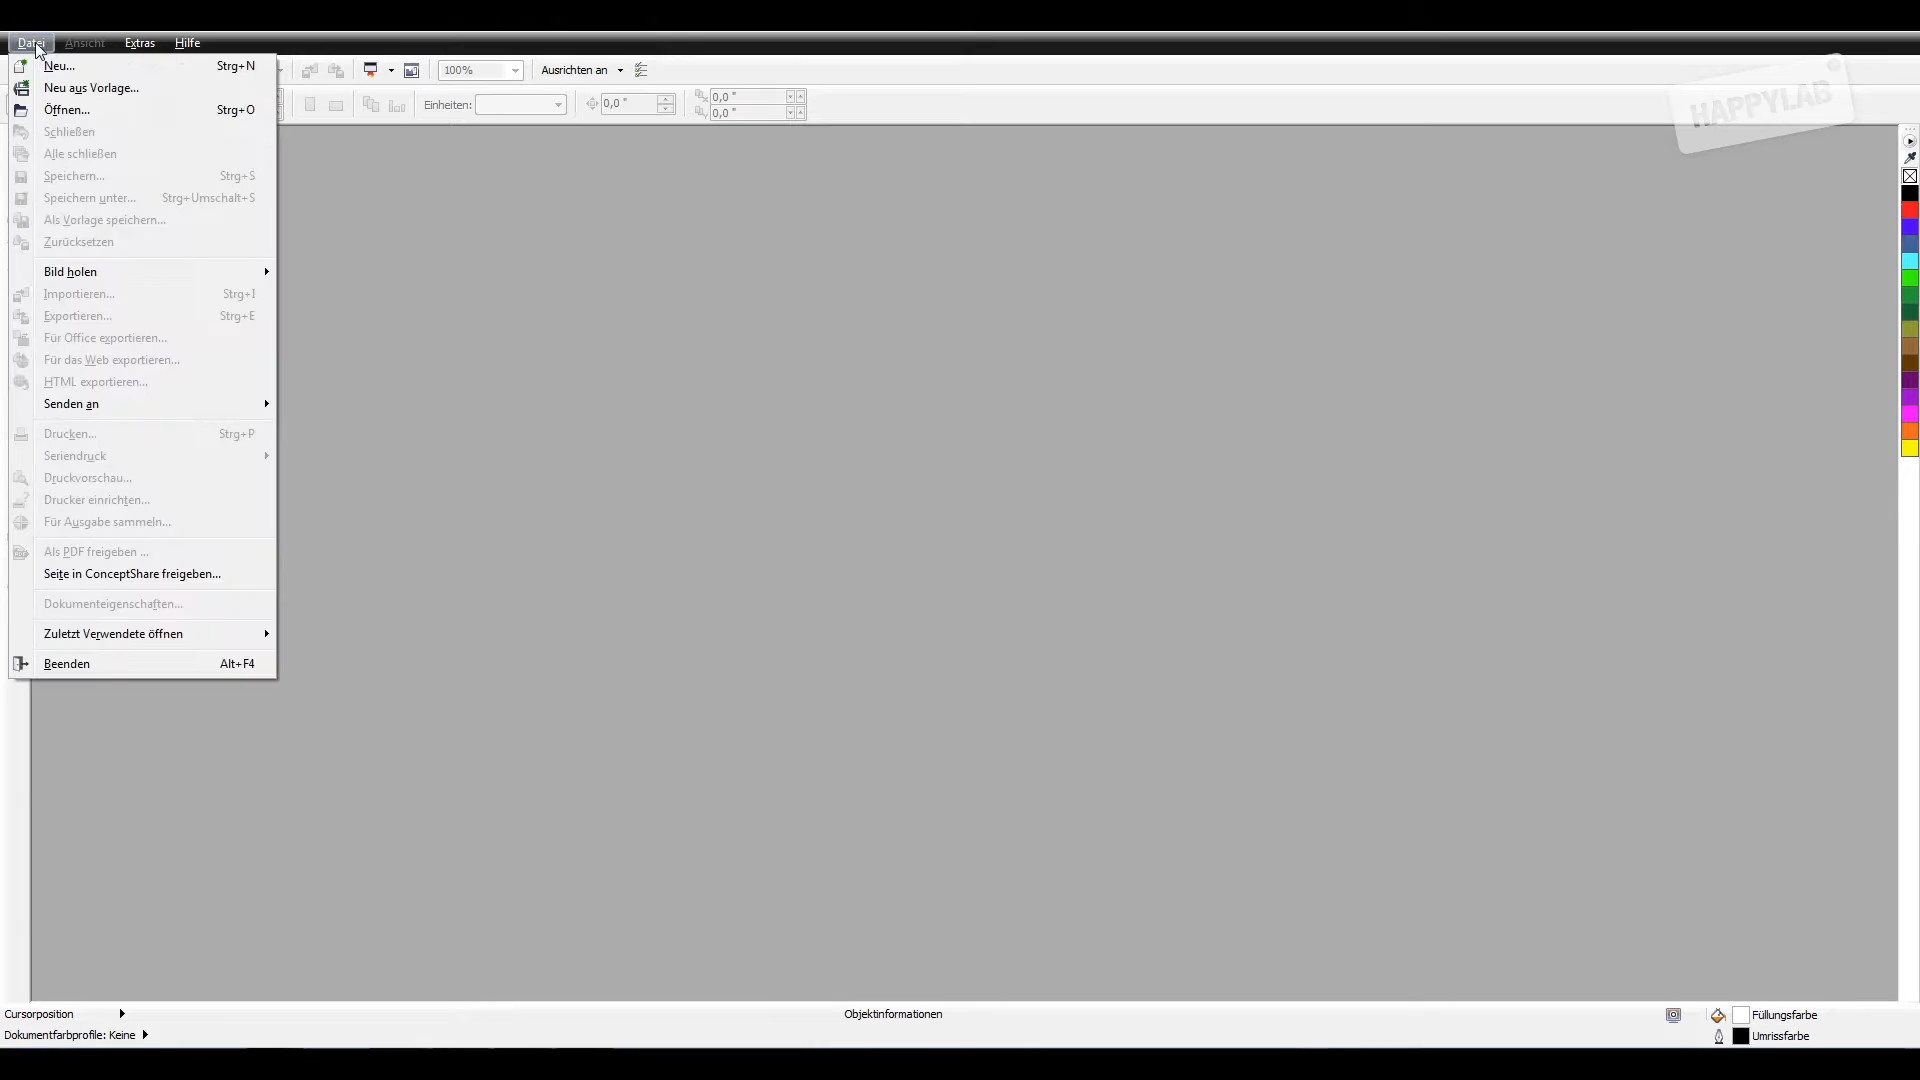 Datei Ansicht Extras Hilfe
HAPPYLAB
Neu... Strg+N
Neu aus Vorlage...
Öffnen... Strg+O
Schließen
Alle schließen
Speichern... Strg+S
Speichern unter... Strg+Umschalt+S
Als Vorlage speichern...
Zurücksetzen
Bild holen
Importieren... Strg+I
Exportieren... Strg+E
Für Office exportieren...
Für das Web exportieren...
HTML exportieren...
Senden an
Drucken... Strg+P
Seriendruck
Druckvorschau...
Drucker einrichten...
Für Ausgabe sammeln...
Als PDF freigeben ...
Seite in ConceptShare freigeben...
Dokumenteigenschaften...
Zuletzt Verwendete öffnen
Beenden Alt+F4
100% Ausrichten an
Einheiten: 0,0 " 0,0 "
0,0 "
Cursorposition Objektinformationen Füllungsfarbe
Dokumentfarbprofile: Keine Umrissfarbe